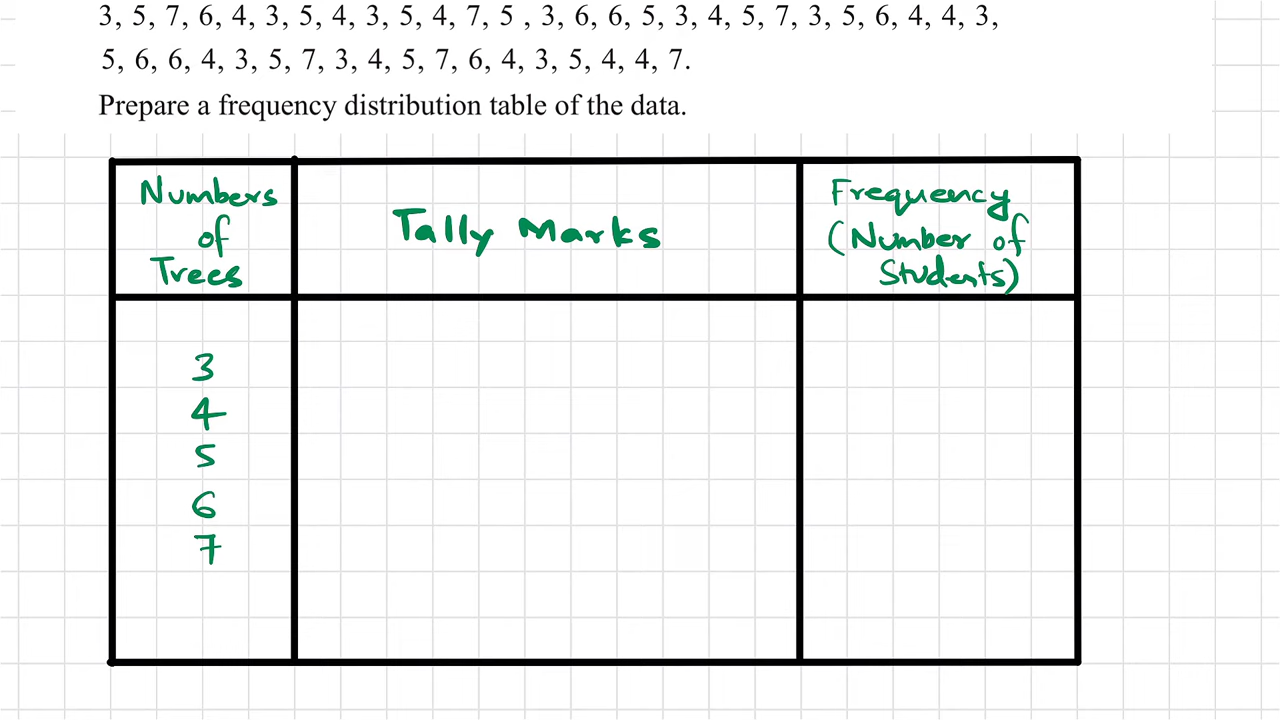 3, 5, 7, 6, 4, 3, 5, 4, 3, 5, 4, 7, 5 , 3, 6, 6, 5, 3, 4, 5, 7, 3, 5, 6, 4, 4, 3,
5, 6, 6, 4, 3, 5, 7, 3, 4, 5, 7, 6, 4, 3, 5, 4, 4, 7.
Prepare a frequency distribution table of the data.
Numbers
of
Trees
Tally Marks
Frequency
(Number of
Students)
3
4
5
6
7